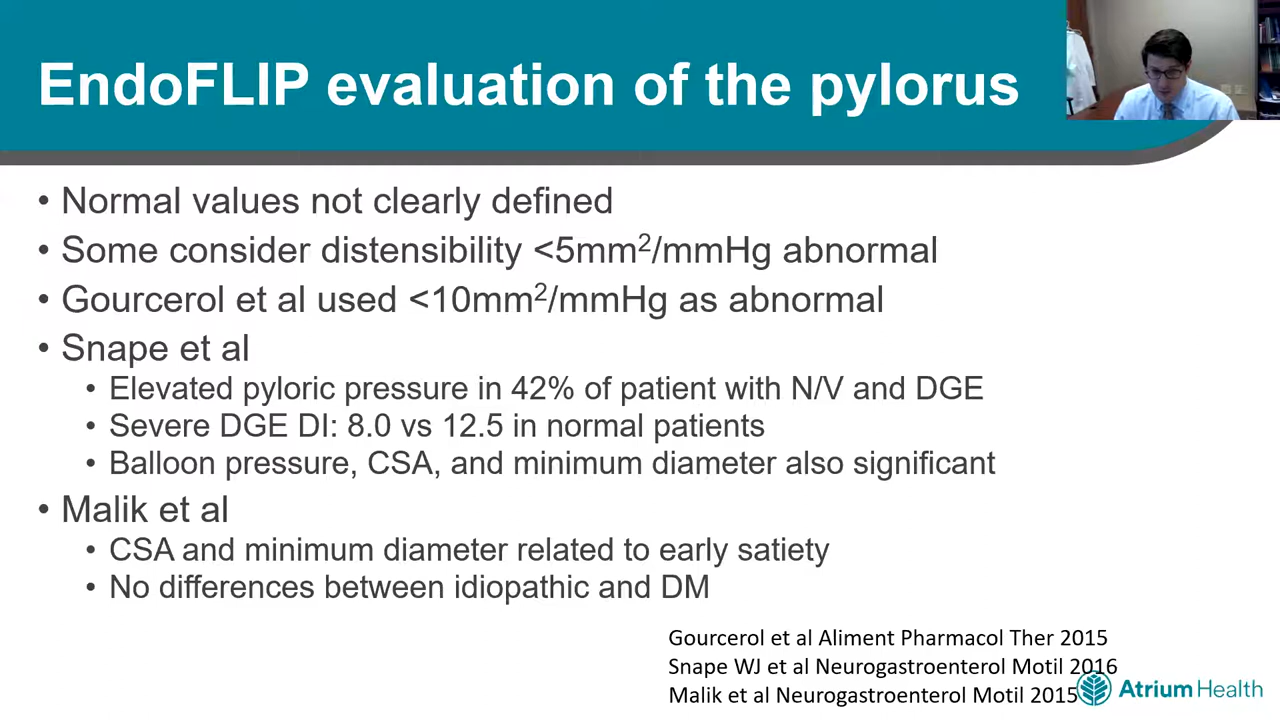 EndoFLIP evaluation of the pylorus
• Normal values not clearly defined
• Some consider distensibility <5mm²/mmHg abnormal
• Gourcerol et al used <10mm²/mmHg as abnormal
• Snape et al
• Elevated pyloric pressure in 42% of patient with N/V and DGE
• Severe DGE DI: 8.0 vs 12.5 in normal patients
• Balloon pressure, CSA, and minimum diameter also significant
• Malik et al
• CSA and minimum diameter related to early satiety
• No differences between idiopathic and DM
Gourcerol et al Aliment Pharmacol Ther 2015
Snape WJ et al Neurogastroenterol Motil 2016
Malik et al Neurogastroenterol Motil 2015
Atrium Health